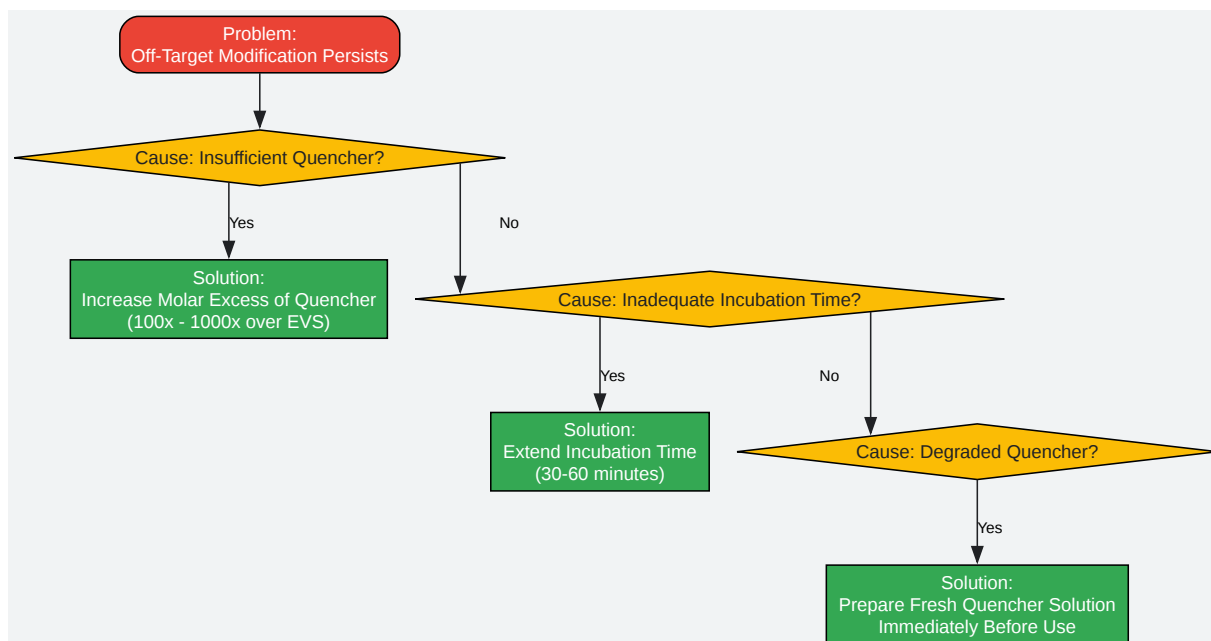 Problem:
Off-Target Modification Persists
Cause: Insufficient Quencher?
Yes
No
Solution:
Increase Molar Excess of Quencher
(100x - 1000x over EVS)
Cause: Inadequate Incubation Time?
Yes
No
Solution:
Extend Incubation Time
(30-60 minutes)
Cause: Degraded Quencher?
Yes
Solution:
Prepare Fresh Quencher Solution
Immediately Before Use